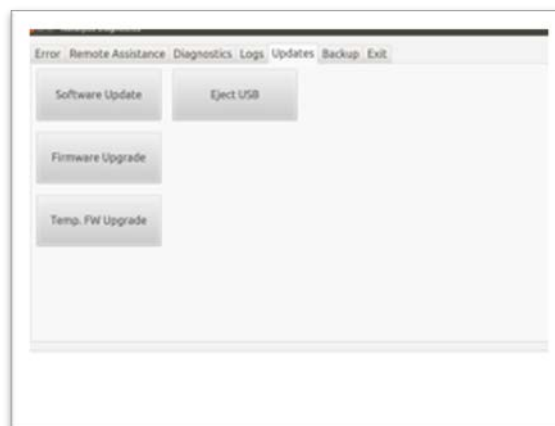 Error Remote Assistance Diagnostics Logs Updates Backup Exit
Software Update Eject USB
Firmware Upgrade
Temp. FW Upgrade